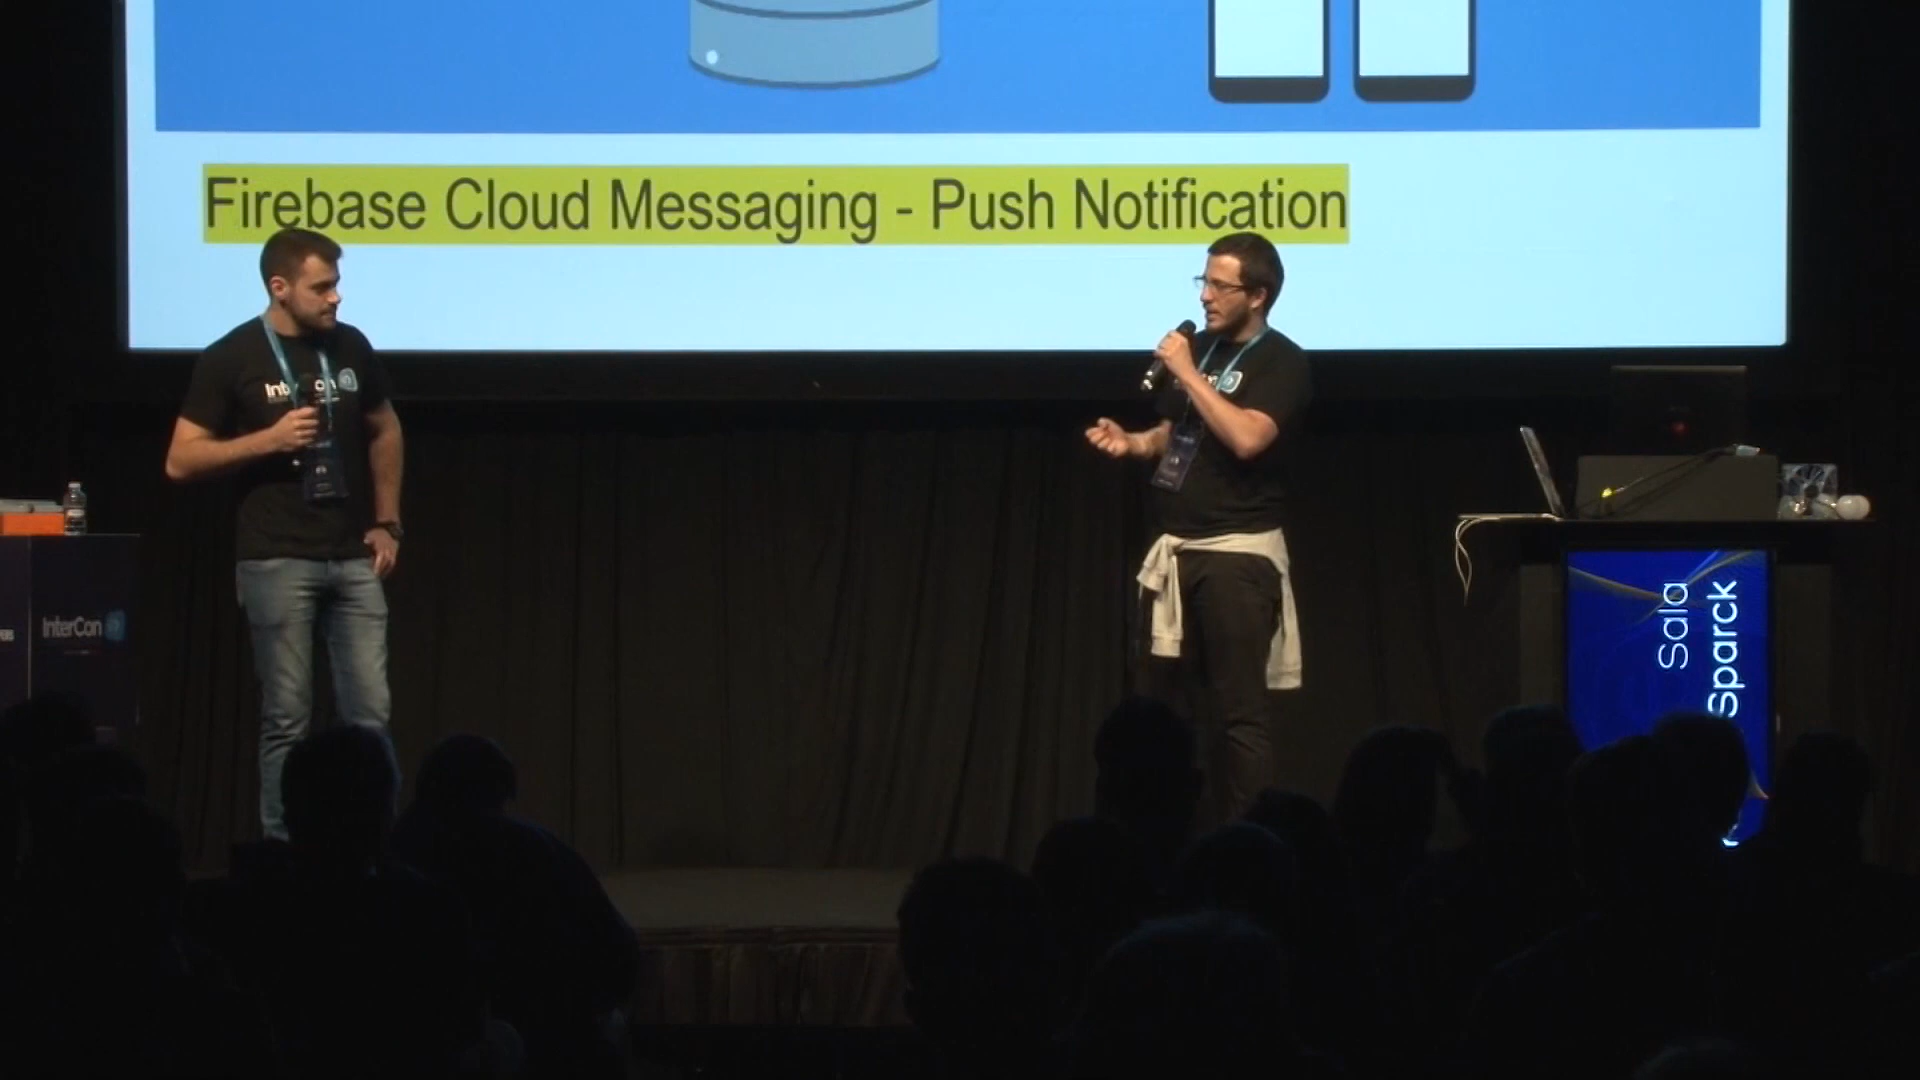 Firebase Cloud Messaging - Push Notification
InterCon
Sala
Sparck